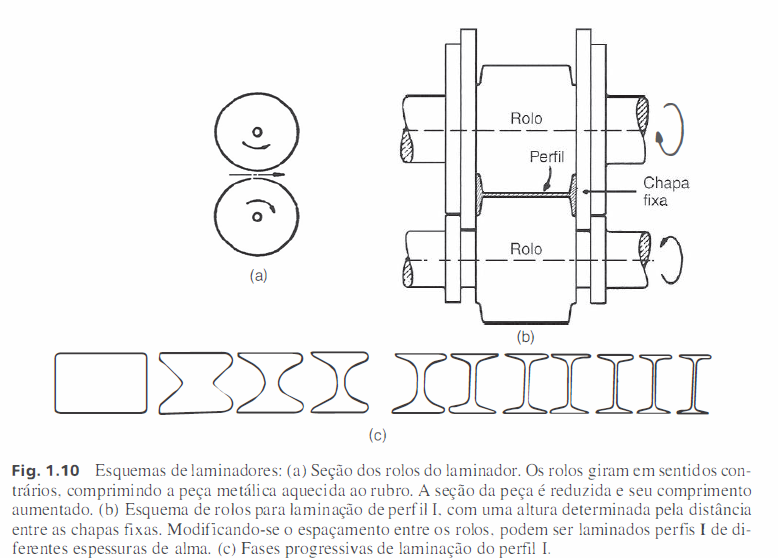 Rolo
Perfil
Chapa
fixa
Rolo
(a)
(b)
(c)
Fig. 1.10 Esquemas de laminadores: (a) Seção dos rolos do laminador. Os rolos giram em sentidos con-
trários, comprimindo a peça metálica aquecida ao rubro. A seção da peça é reduzida e seu comprimento
aumentado. (b) Esquema de rolos para laminação de perfil I, com uma altura determinada pela distância
entre as chapas fixas. Modificando-se o espaçamento entre os rolos, podem ser laminados perfis I de di-
ferentes espessuras de alma. (c) Fases progressivas de laminação do perfil I.